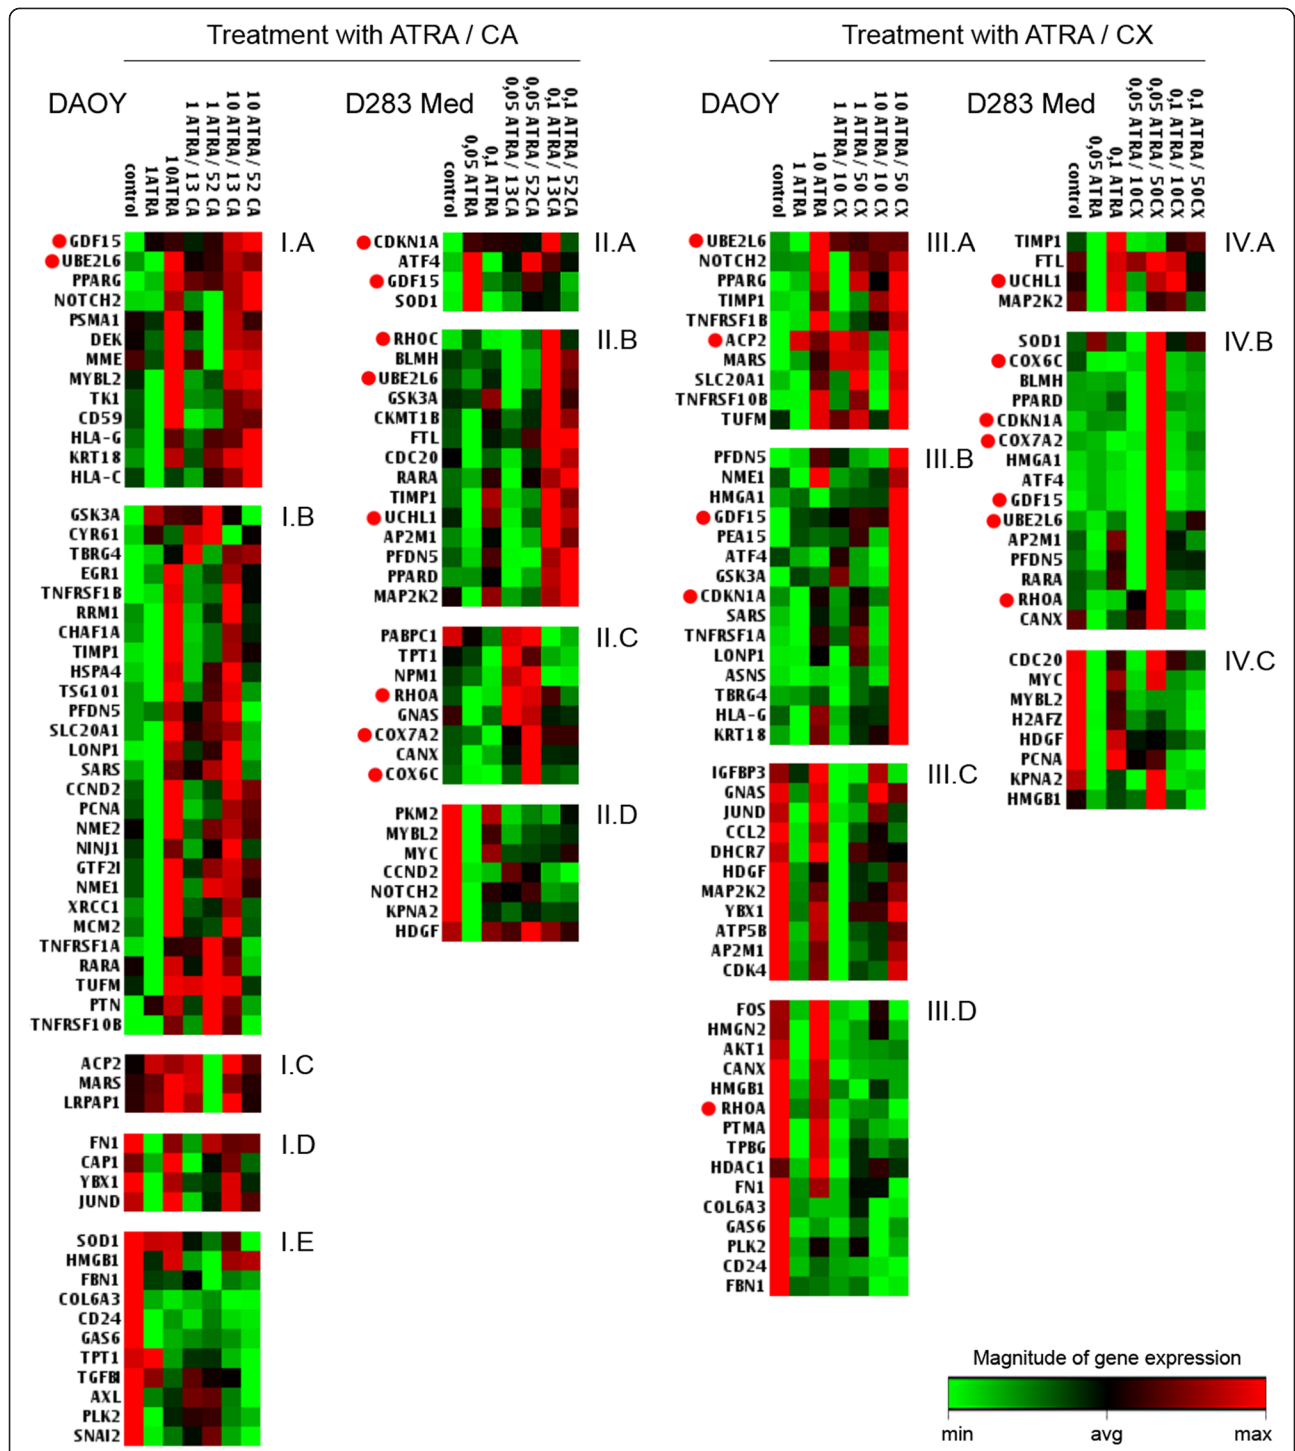 Treatment with ATRA / CA
DAOY
control
1ATRA
10ATRA
1 ATRA / 13 CA
1 ATRA / 52 CA
10 ATRA / 13 CA
10 ATRA / 52 CA
GDF15
UBE2L6
PPARG
NOTCH2
PSMA1
DEK
MME
MYBL2
TK1
CD59
HLA-G
KRT18
HLA-C
I.A
GSK3A
CYR61
TBRG4
EGR1
TNFRSF1B
RRM1
CHAF1A
TIMP1
HSPA4
TSG101
PFDN5
SLC20A1
LONP1
SARS
CCND2
PCNA
NME2
NINJ1
GTF2I
NME1
XRCC1
MCM2
TNFRSF1A
RARA
TUFM
PTN
TNFRSF10B
I.B
ACP2
MARS
LRPAP1
I.C
FN1
CAP1
YBX1
JUND
I.D
SOD1
HMGB1
FBN1
COL6A3
CD24
GAS6
TPT1
TGFBI
AXL
PLK2
SNAI2
I.E
D283 Med
control
0,05 ATRA
0,1 ATRA
0,05 ATRA / 13CA
0,05 ATRA / 52CA
0,1 ATRA / 13CA
0,1 ATRA / 52CA
CDKN1A
ATF4
GDF15
SOD1
II.A
RHOC
BLMH
UBE2L6
GSK3A
CKMT1B
FTL
CDC20
RARA
TIMP1
UCHL1
AP2M1
PFDN5
PPARD
MAP2K2
II.B
PABPC1
TPT1
NPM1
RHOA
GNAS
COX7A2
CANX
COX6C
II.C
PKM2
MYBL2
MYC
CCND2
NOTCH2
KPNA2
HDGF
II.D
Treatment with ATRA / CX
DAOY
control
1 ATRA
10 ATRA
1 ATRA / 10 CX
1 ATRA / 50 CX
10 ATRA / 10 CX
10 ATRA / 50 CX
UBE2L6
NOTCH2
PPARG
TIMP1
TNFRSF1B
ACP2
MARS
SLC20A1
TNFRSF10B
TUFM
III.A
PFDN5
NME1
HMGA1
GDF15
PEA15
ATF4
GSK3A
CDKN1A
SARS
TNFRSF1A
LONP1
ASNS
TBRG4
HLA-G
KRT18
III.B
IGFBP3
GNAS
JUND
CCL2
DHCR7
HDGF
MAP2K2
YBX1
ATP5B
AP2M1
CDK4
III.C
FOS
HMGN2
AKT1
CANX
HMGB1
RHOA
PTMA
TPBG
HDAC1
FN1
COL6A3
GAS6
PLK2
CD24
FBN1
III.D
D283 Med
control
0,05 ATRA
0,1 ATRA
0,05 ATRA / 10CX
0,05 ATRA / 50CX
0,1 ATRA / 10CX
0,1 ATRA / 50CX
TIMP1
FTL
UCHL1
MAP2K2
IV.A
SOD1
COX6C
BLMH
PPARD
CDKN1A
COX7A2
HMGA1
ATF4
GDF15
UBE2L6
AP2M1
PFDN5
RARA
RHOA
CANX
IV.B
CDC20
MYC
MYBL2
H2AFZ
HDGF
PCNA
KPNA2
HMGB1
IV.C
Magnitude of gene expression
min avg max